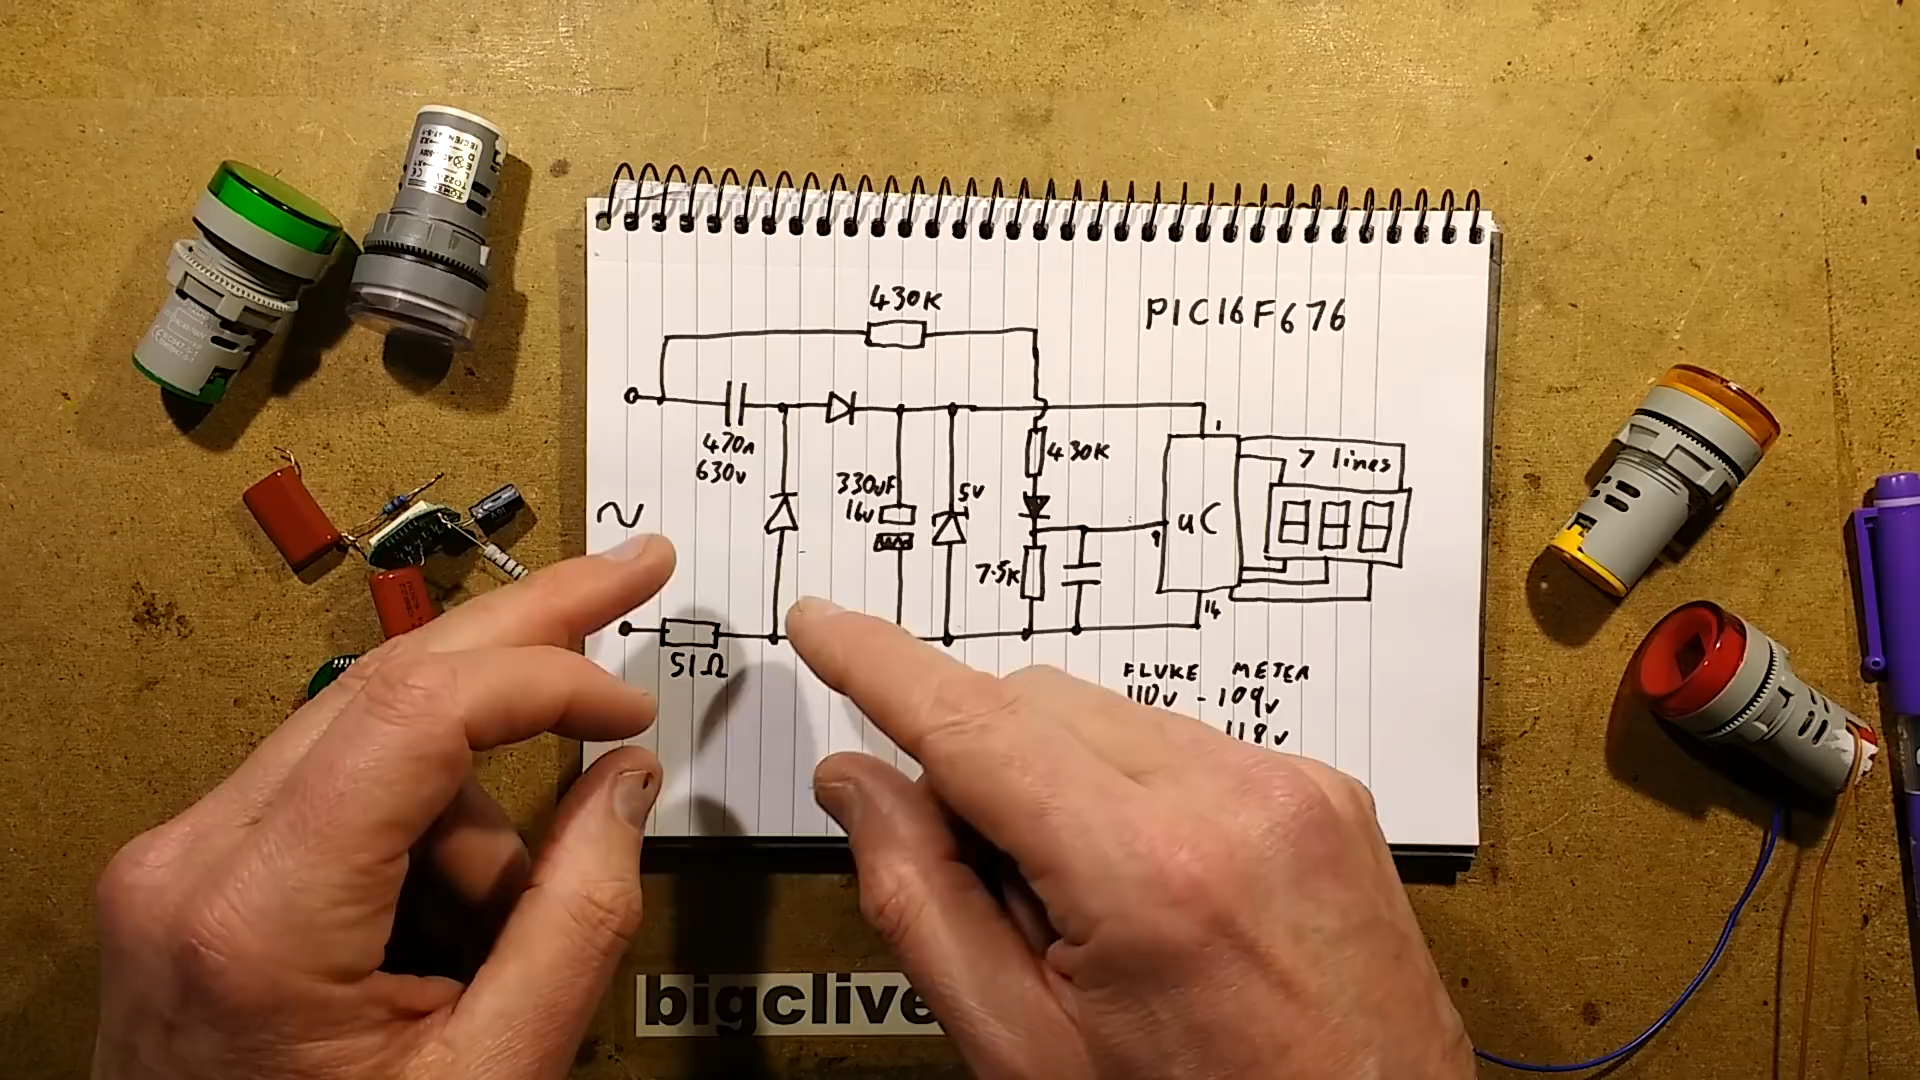 PIC16F676
430K
470n
630v
330uF
16v
5v
430K
7.5K
1
9
uC
14
7 lines
51Ω
FLUKE METER
110v - 109v
118v
bigclive